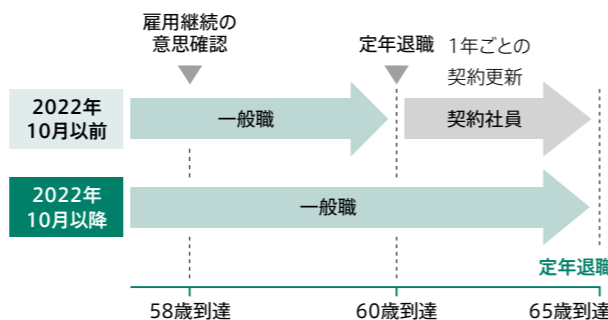 雇用継続の
意思確認
定年退職
1年ごとの
契約更新
2022年
10月以前
一般職
契約社員
2022年
10月以降
一般職
定年退職
58歳到達
60歳到達
65歳到達